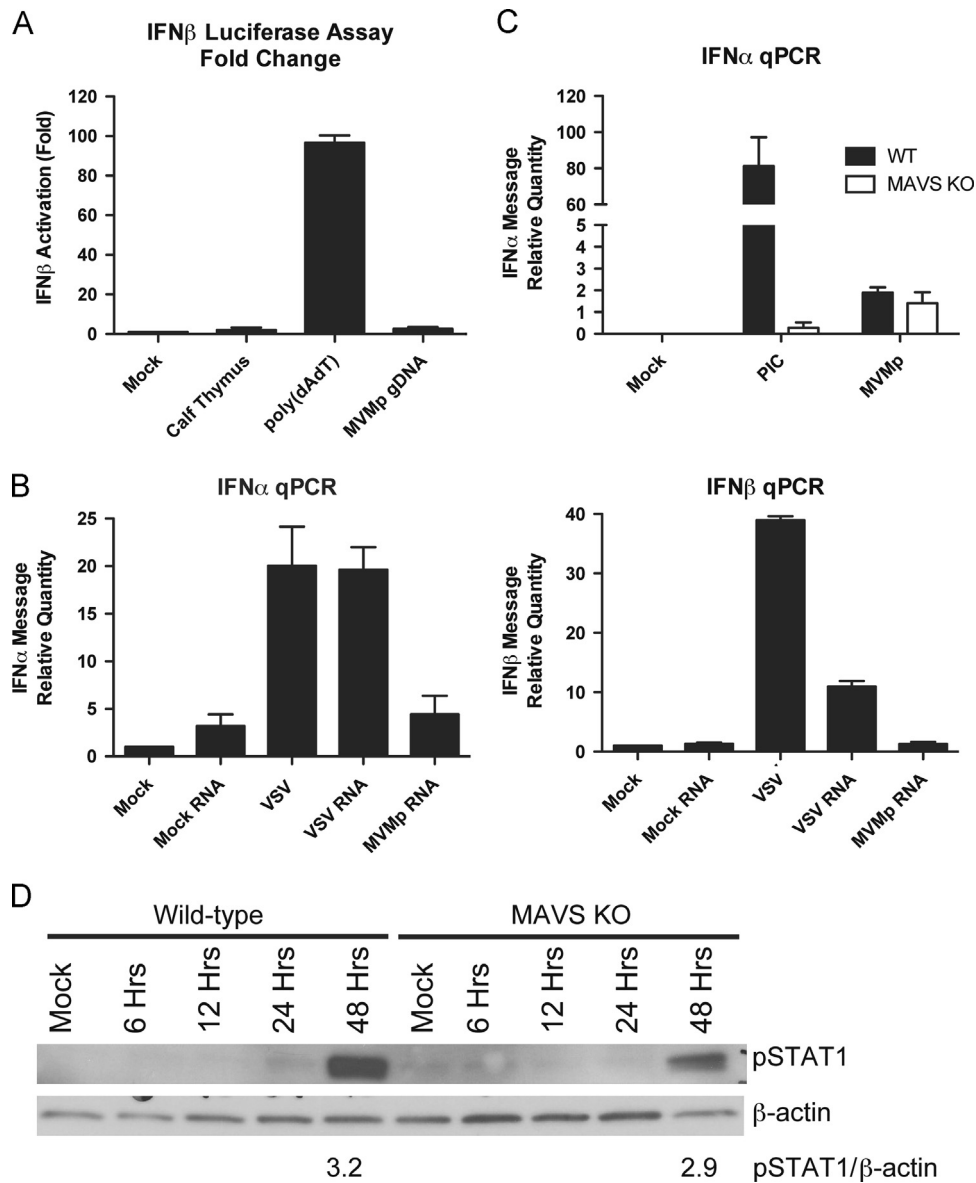 A
IFNβ Luciferase Assay
Fold Change
IFNβ Activation (Fold)
120
100
80
60
40
20
0
Mock
Calf Thymus
poly(dAdT)
MVMp gDNA
C
IFNα qPCR
IFNα Message
Relative Quantity
120
100
80
60
5
4
3
2
1
0
WT
MAVS KO
Mock
PIC
MVMp
B
IFNα qPCR
IFNα Message
Relative Quantity
25
20
15
10
5
0
Mock
Mock RNA
VSV
VSV RNA
MVMp RNA
IFNβ qPCR
IFNβ Message
Relative Quantity
40
30
20
10
0
Mock
Mock RNA
VSV
VSV RNA
MVMp RNA
D
Wild-type MAVS KO
Mock 6 Hrs 12 Hrs 24 Hrs 48 Hrs Mock 6 Hrs 12 Hrs 24 Hrs 48 Hrs
pSTAT1
β-actin
3.2 2.9 pSTAT1/β-actin